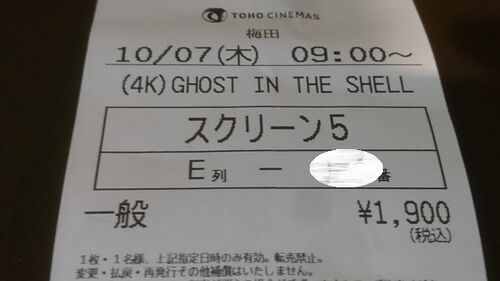 TOHO CINEMAS
梅田
10/07(木) 09:00～
(4K)GHOST IN THE SHELL
スクリーン5
E列 － 番
一般 ¥1,900
(税込)
1枚・1名様、上記指定日時のみ有効。転売禁止。
変更・払戻・再発行その他補償はいたしません。